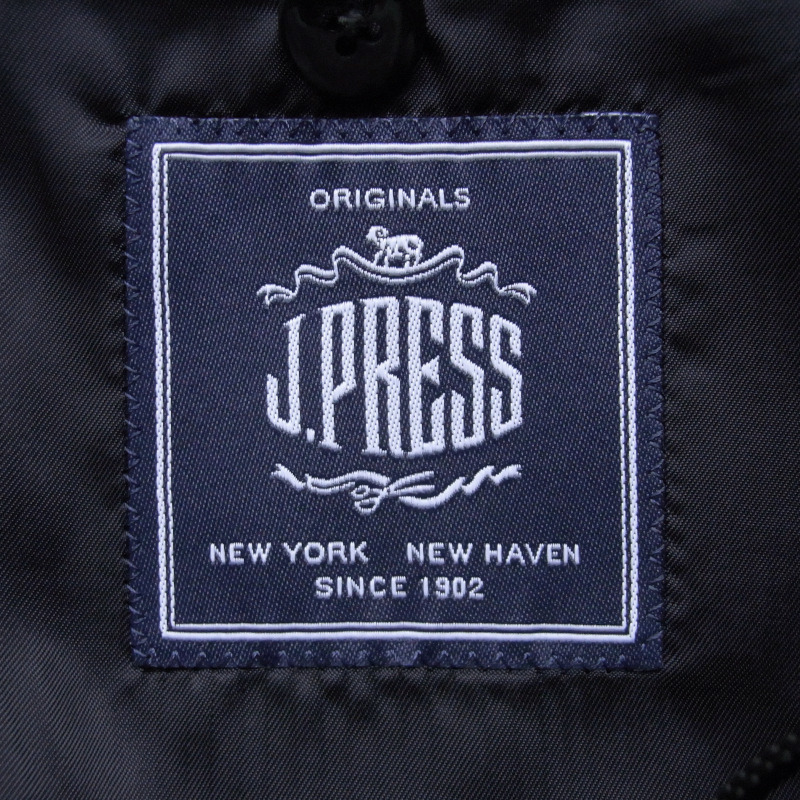 ORIGINALS
J.PRESS
NEW YORK NEW HAVEN
SINCE 1902